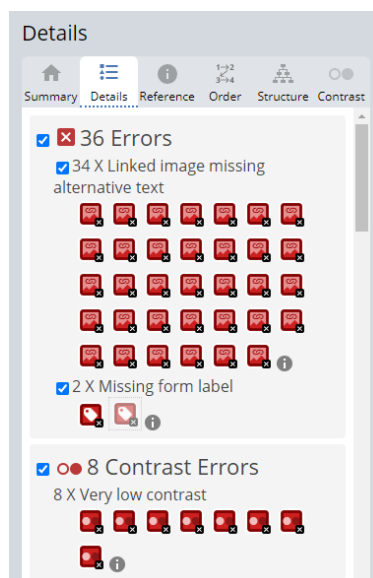 Details
Summary Details Reference Order Structure Contrast
36 Errors
34 X Linked image missing
alternative text
2 X Missing form label
8 Contrast Errors
8 X Very low contrast